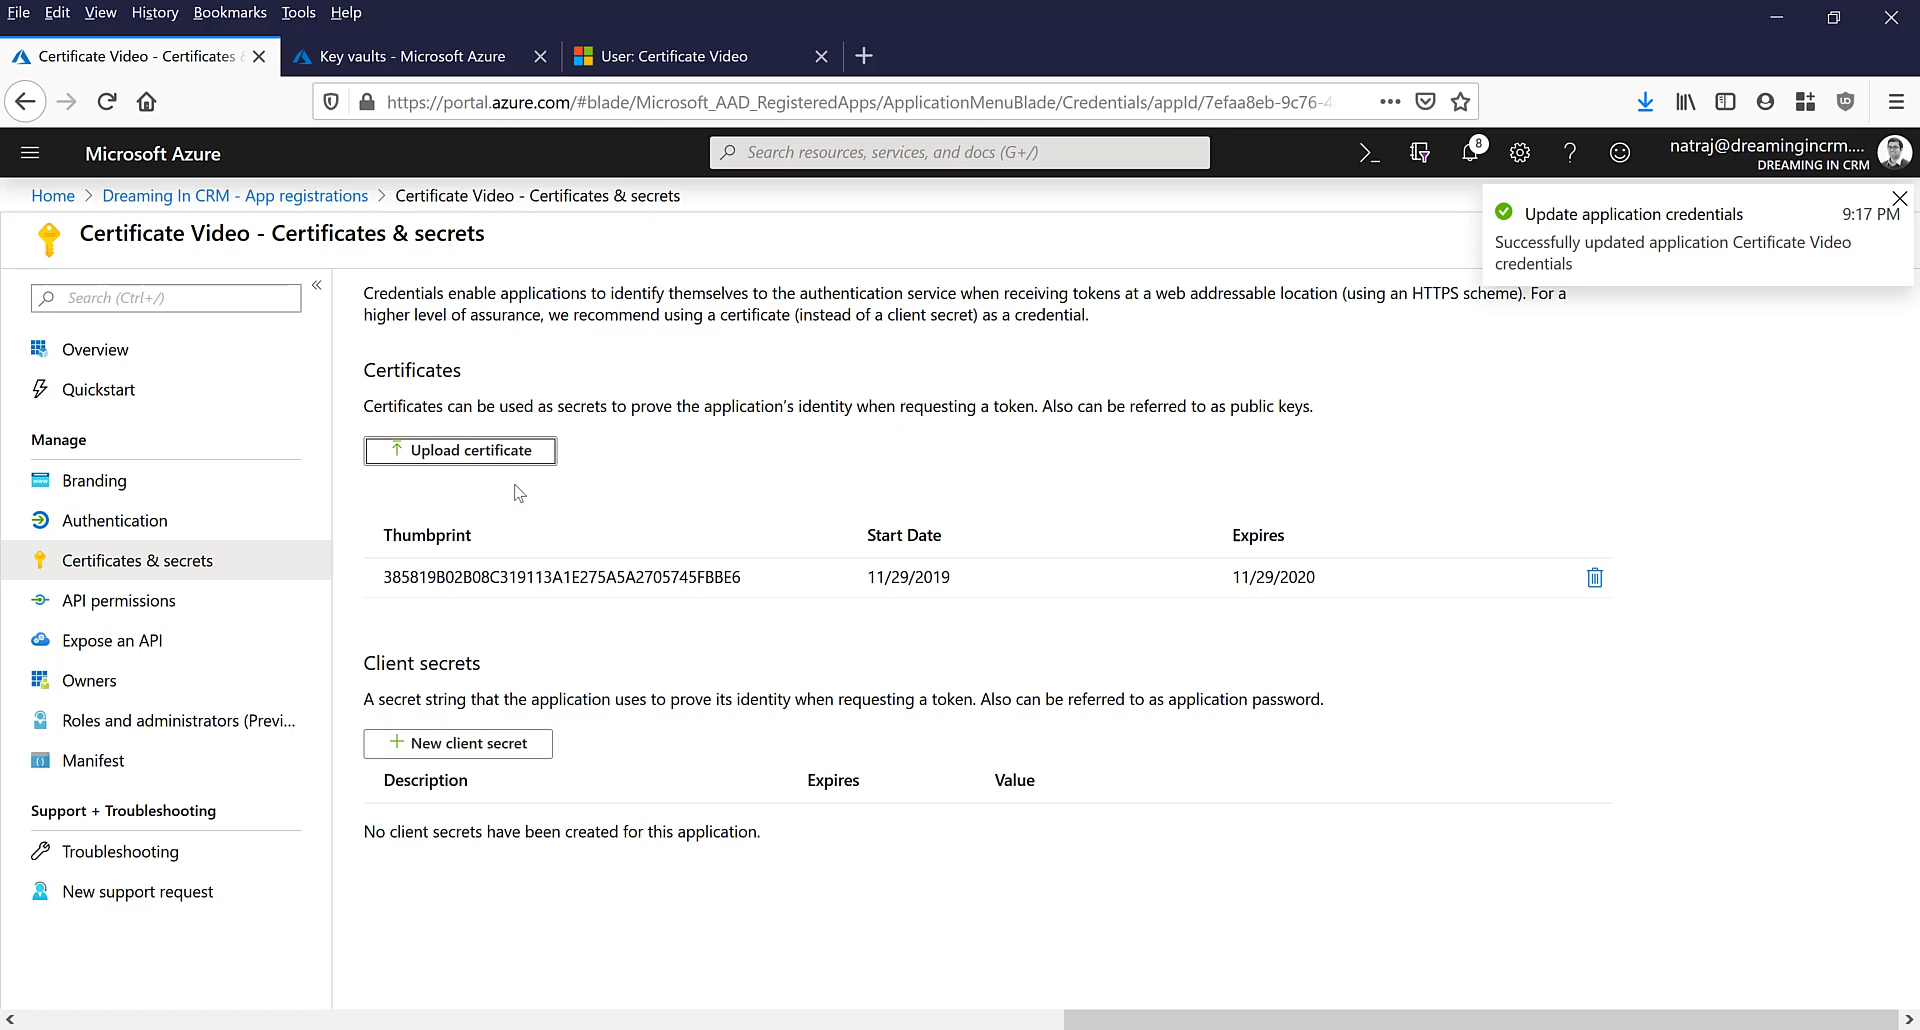 File Edit View History Bookmarks Tools Help
Certificate Video - Certificates &
Key vaults - Microsoft Azure
User: Certificate Video
https://portal.azure.com/#blade/Microsoft_AAD_RegisteredApps/ApplicationMenuBlade/Credentials/appId/7efaa8eb-9c76-4
Microsoft Azure
Search resources, services, and docs (G+/)
8
natraj@dreamingincrm....
DREAMING IN CRM
Home > Dreaming In CRM - App registrations > Certificate Video - Certificates & secrets
Update application credentials 9:17 PM
Successfully updated application Certificate Video
credentials
Certificate Video - Certificates & secrets
Search (Ctrl+/)
Overview
Quickstart
Manage
Branding
Authentication
Certificates & secrets
API permissions
Expose an API
Owners
Roles and administrators (Previ...
Manifest
Support + Troubleshooting
Troubleshooting
New support request
Credentials enable applications to identify themselves to the authentication service when receiving tokens at a web addressable location (using an HTTPS scheme). For a
higher level of assurance, we recommend using a certificate (instead of a client secret) as a credential.
Certificates
Certificates can be used as secrets to prove the application's identity when requesting a token. Also can be referred to as public keys.
Upload certificate
Thumbprint Start Date Expires
385819B02B08C319113A1E275A5A2705745FBBE6 11/29/2019 11/29/2020
Client secrets
A secret string that the application uses to prove its identity when requesting a token. Also can be referred to as application password.
New client secret
Description Expires Value
No client secrets have been created for this application.